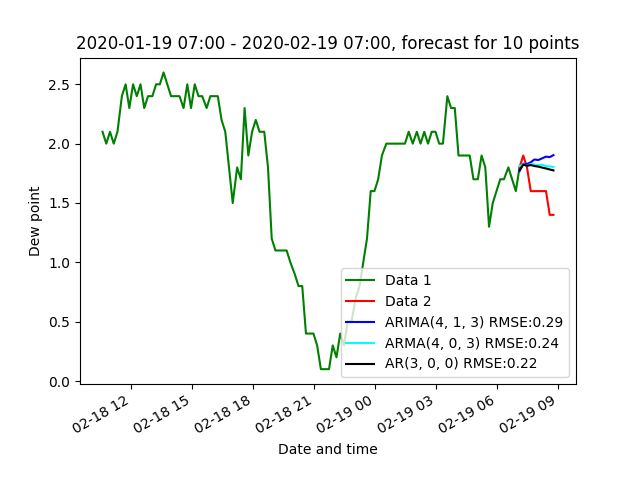 2020-01-19 07:00 - 2020-02-19 07:00, forecast for 10 points
Dew point
2.5
2.0
1.5
1.0
0.5
0.0
Data 1
Data 2
ARIMA(4, 1, 3) RMSE:0.29
ARMA(4, 0, 3) RMSE:0.24
AR(3, 0, 0) RMSE:0.22
02-18 12
02-18 15
02-18 18
02-18 21
02-19 00
02-19 03
02-19 06
02-19 09
Date and time